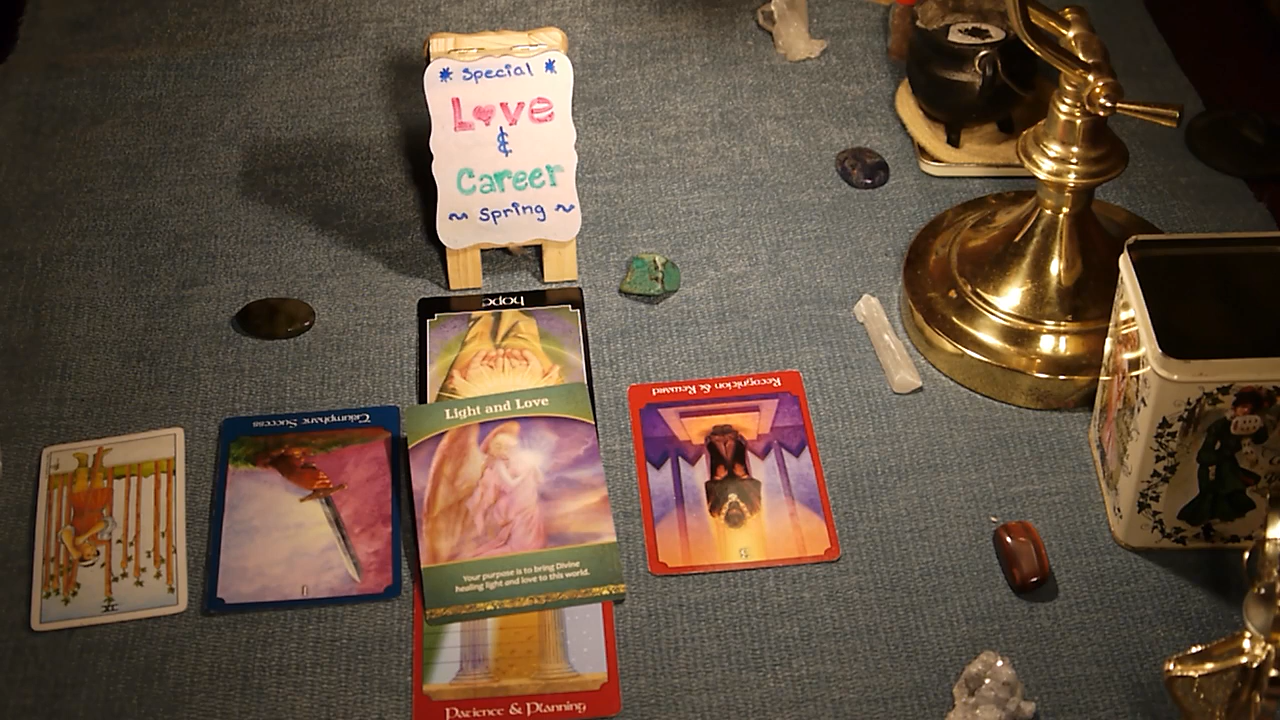 * Special *
Love
&
Career
~ Spring ~
hope
Light and Love
Your purpose is to bring Divine
healing light and love to this world.
Triumphant Success
I
Recognition & Reward
Patience & Planning